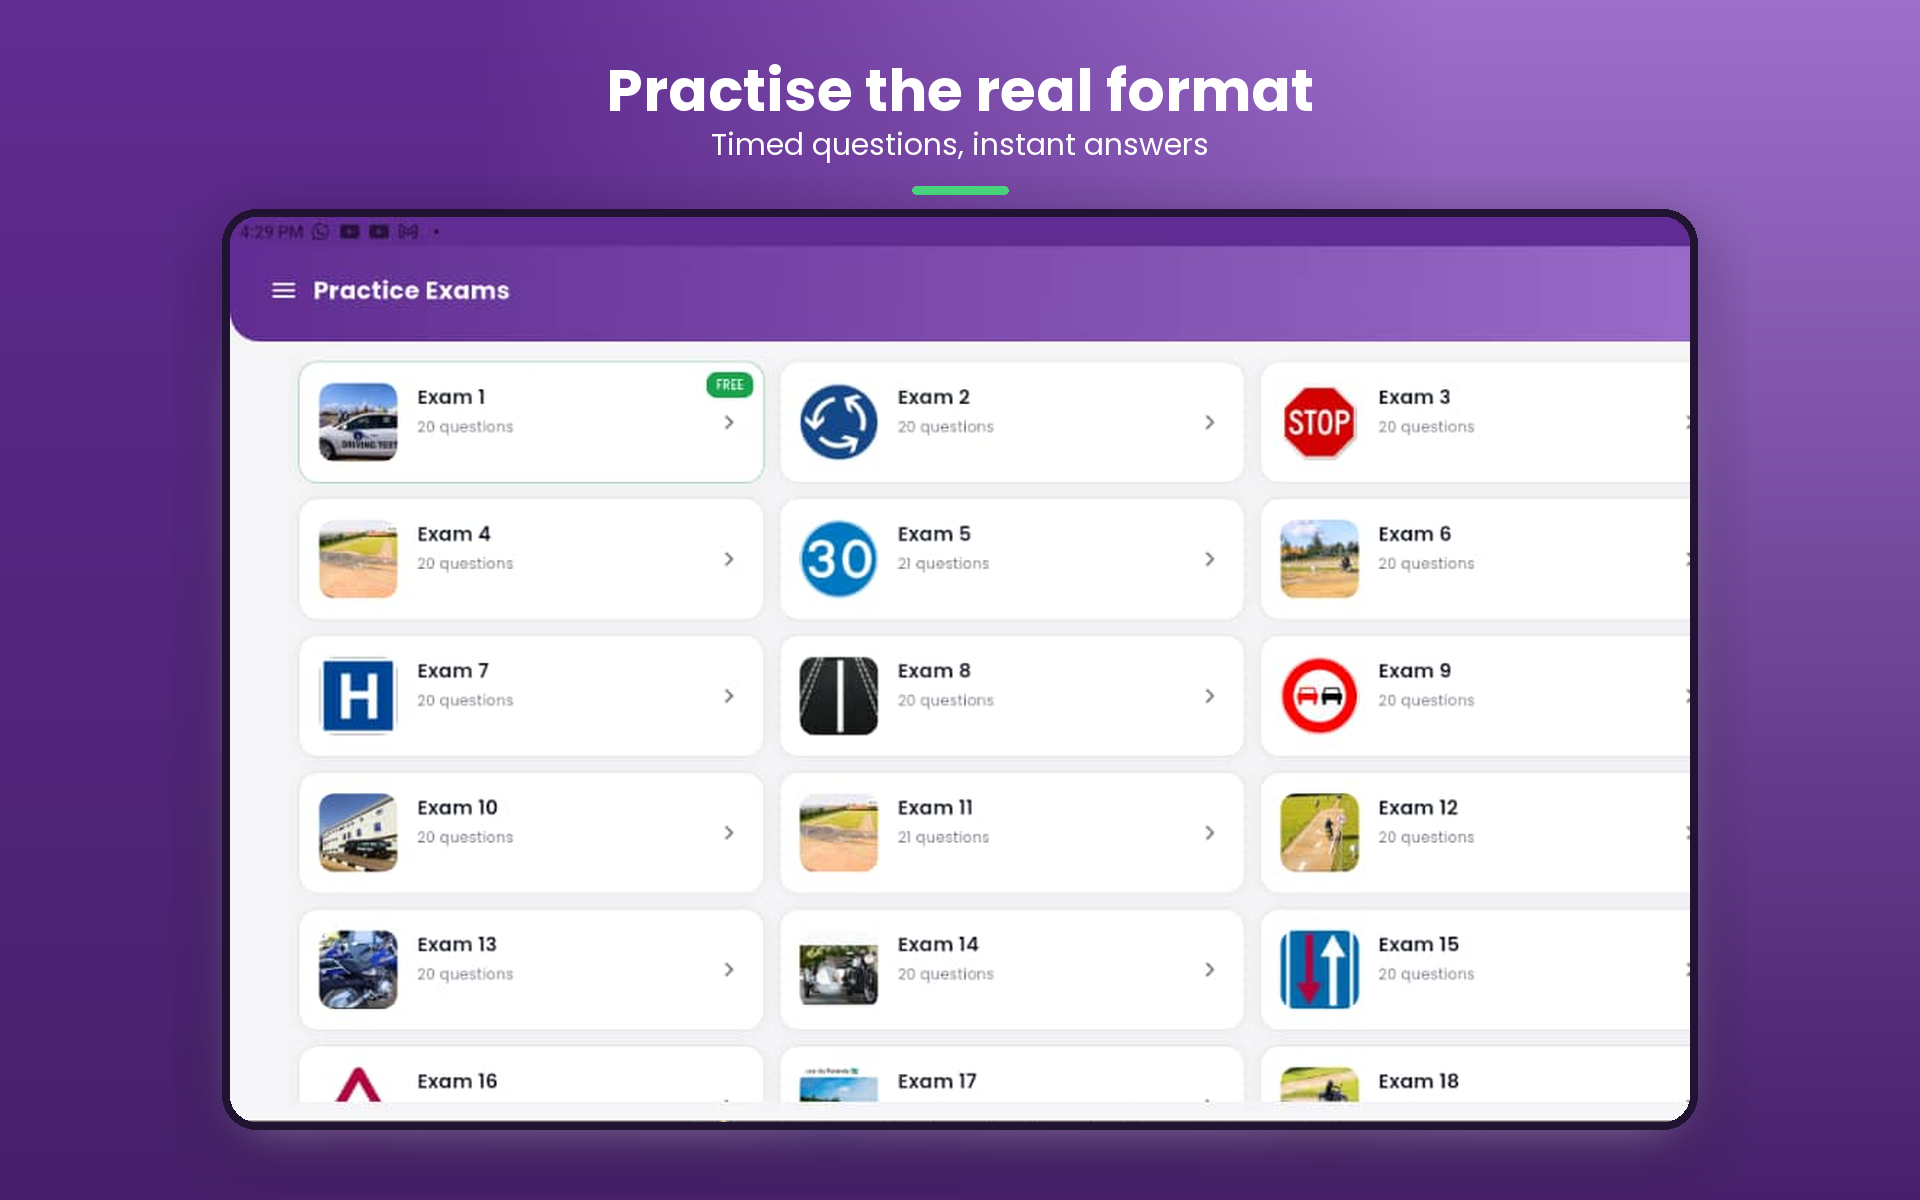 Practise the real format
Timed questions, instant answers
4:29 PM
Practice Exams
Exam 1
20 questions
FREE
DRIVING TEST
Exam 2
20 questions
STOP
Exam 3
20 questions
Exam 4
20 questions
30
Exam 5
21 questions
Exam 6
20 questions
H
Exam 7
20 questions
Exam 8
20 questions
Exam 9
20 questions
Exam 10
20 questions
Exam 11
21 questions
Exam 12
20 questions
Exam 13
20 questions
Exam 14
20 questions
Exam 15
20 questions
Exam 16
Exam 17
Exam 18